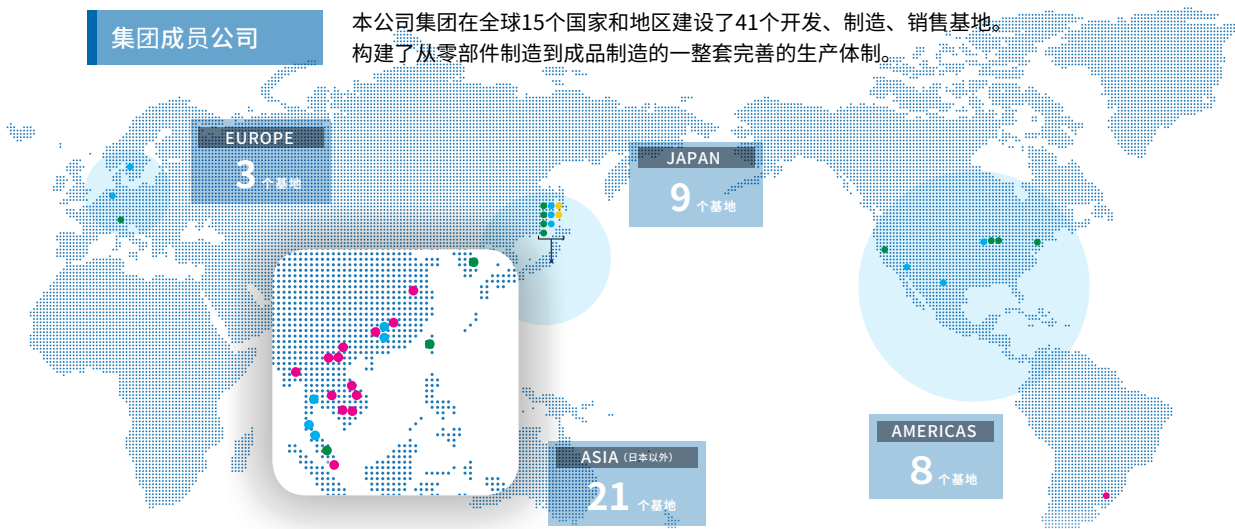 集团成员公司
本公司集团在全球15个国家和地区建设了41个开发、制造、销售基地。
构建了从零部件制造到成品制造的一整套完善的生产体制。
EUROPE
3个基地
JAPAN
9个基地
AMERICAS
8个基地
ASIA（日本以外）
21个基地